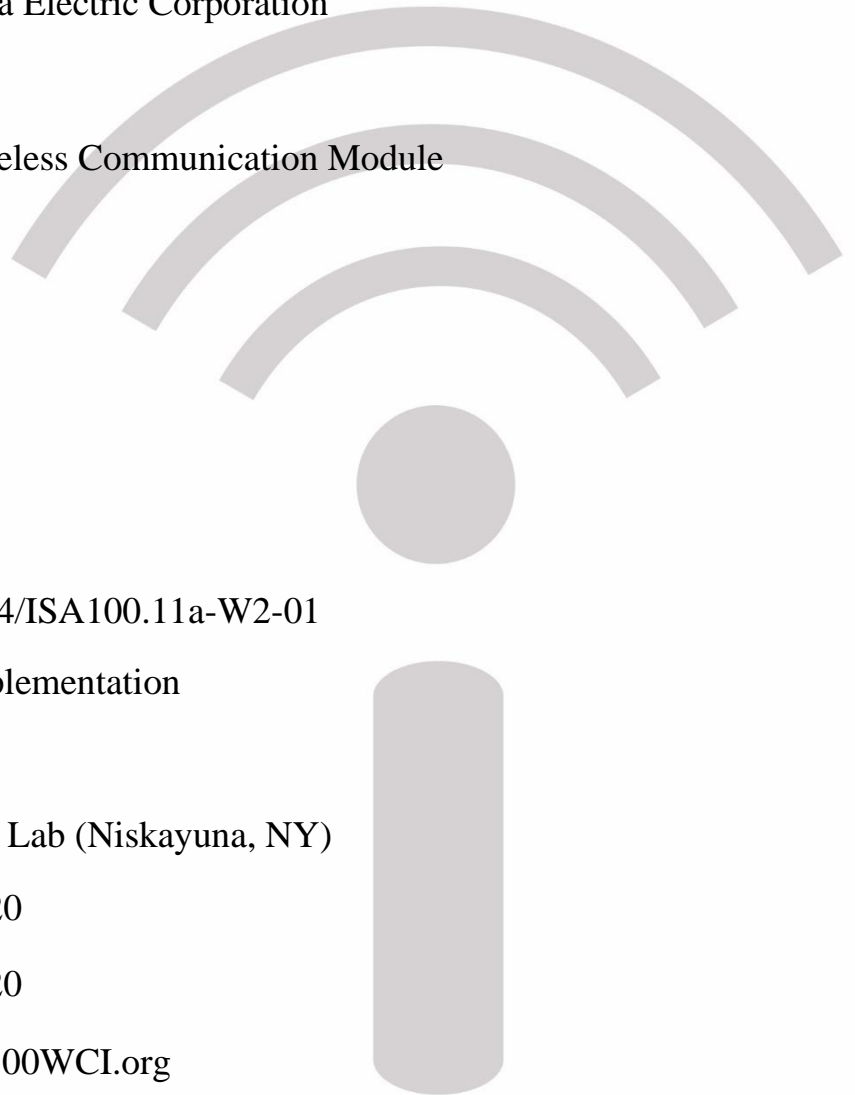 a Electric Corporation
eless Communication Module
4/ISA100.11a-W2-01
plementation
Lab (Niskayuna, NY)
20
20
00WCI.org